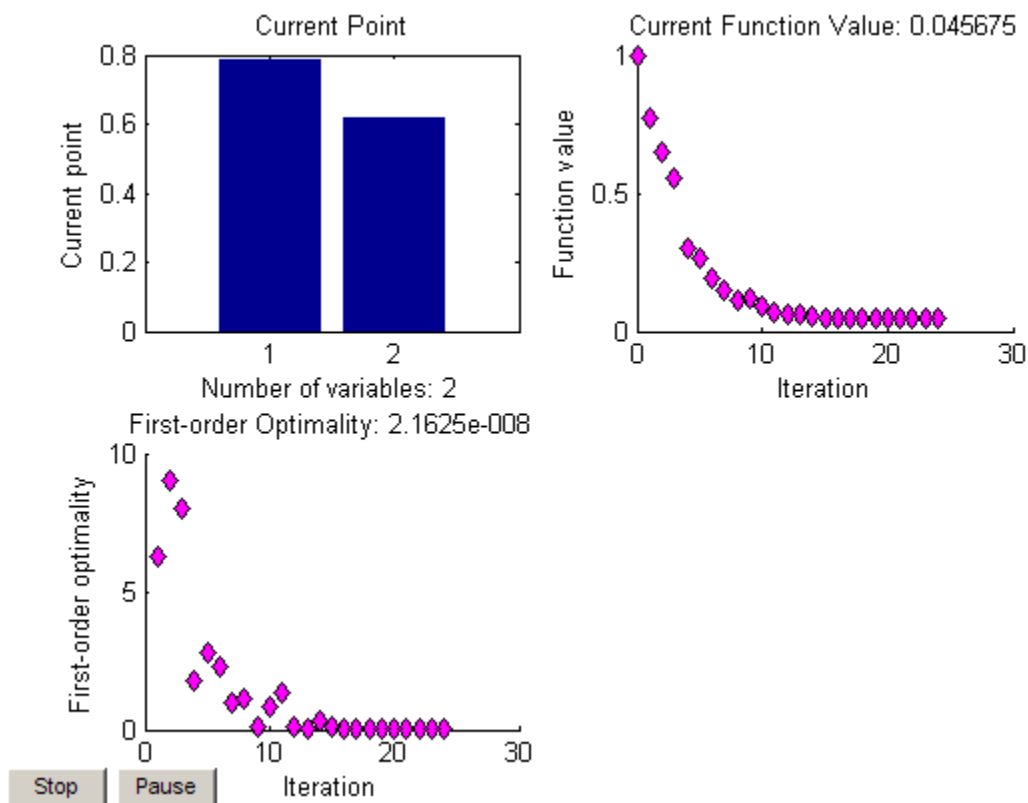 Current Point
Current point
0.8
0.6
0.4
0.2
0
1
2
Number of variables: 2
Current Function Value: 0.045675
Function value
1
0.5
0
0
10
20
30
Iteration
First-order Optimality: 2.1625e-008
First-order optimality
10
5
0
0
10
20
30
Iteration
Stop
Pause